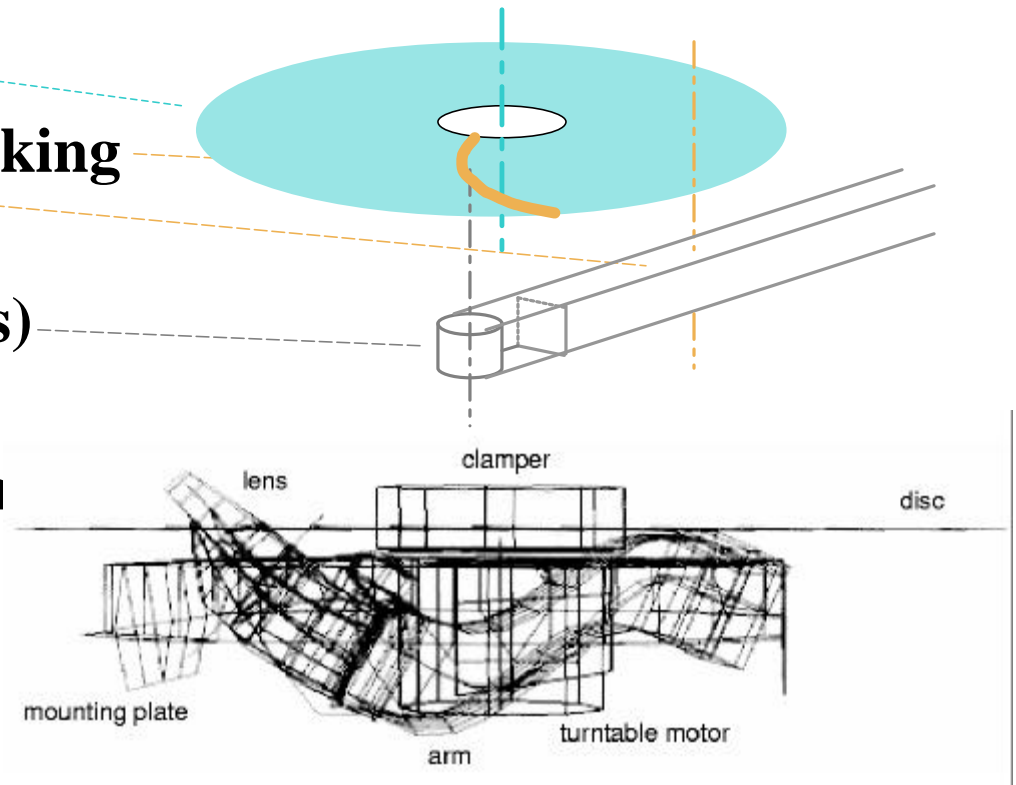 king
s)
clamper
lens
disc
mounting plate
turntable motor
arm